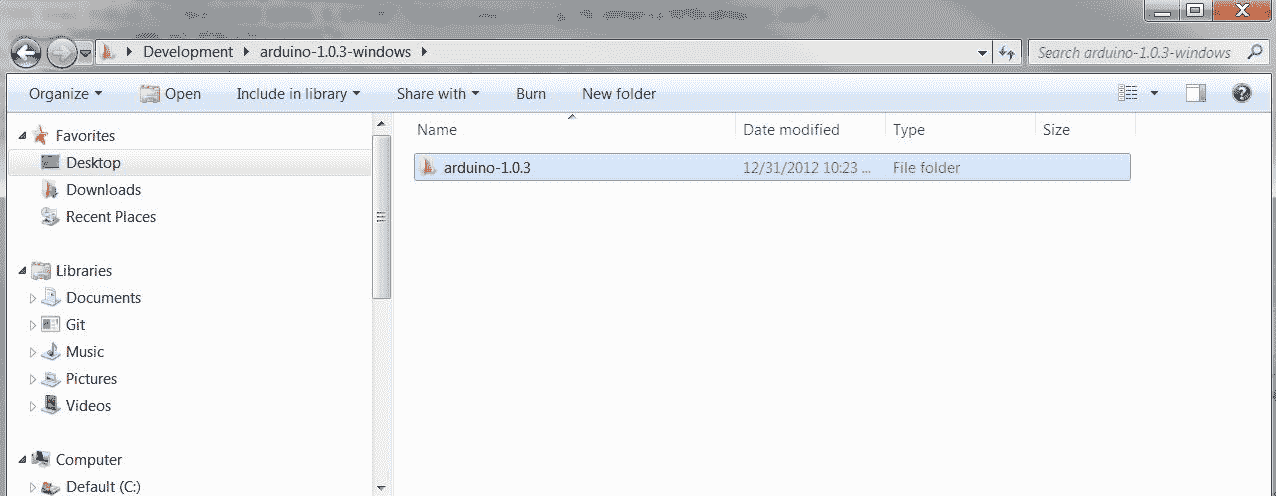 Development arduino-1.0.3-windows Search arduino-1.0.3-windows
Organize Open Include in library Share with Burn New folder
Favorites
Desktop
Downloads
Recent Places
Libraries
Documents
Git
Music
Pictures
Videos
Computer
Default (C:)
Name Date modified Type Size
arduino-1.0.3 12/31/2012 10:23 ... File folder